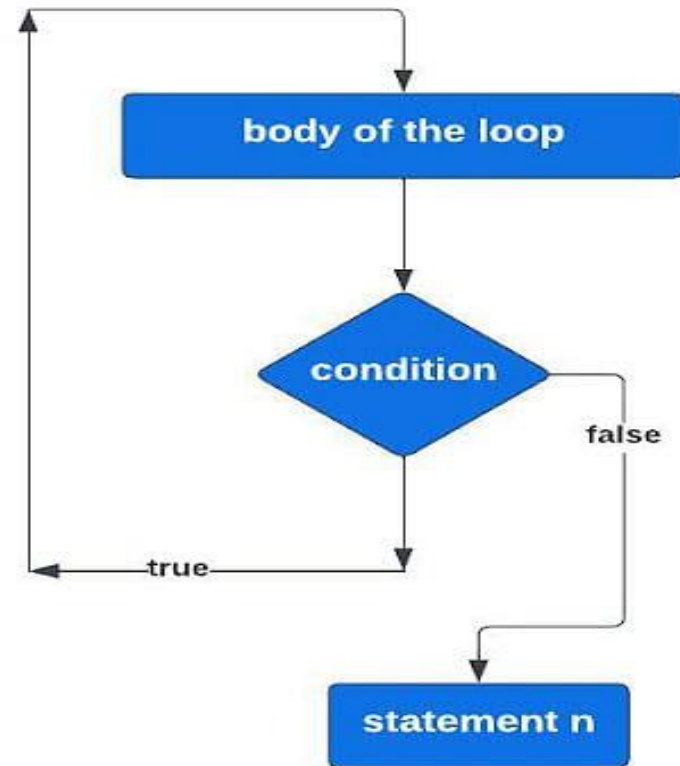 body of the loop
condition
false
true
statement n